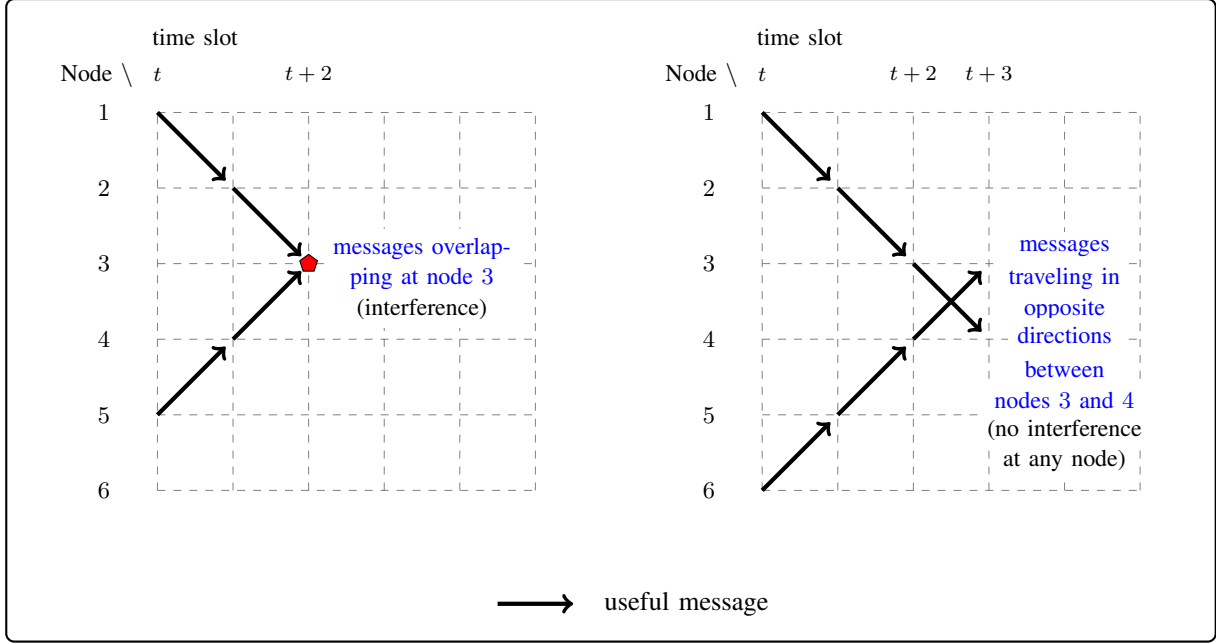 time slot
Node \ t t + 2
1
2
3
4
5
6
messages overlap-
ping at node 3
(interference)
time slot
Node \ t t + 2 t + 3
1
2
3
4
5
6
messages
traveling in
opposite
directions
between
nodes 3 and 4
(no interference
at any node)
useful message